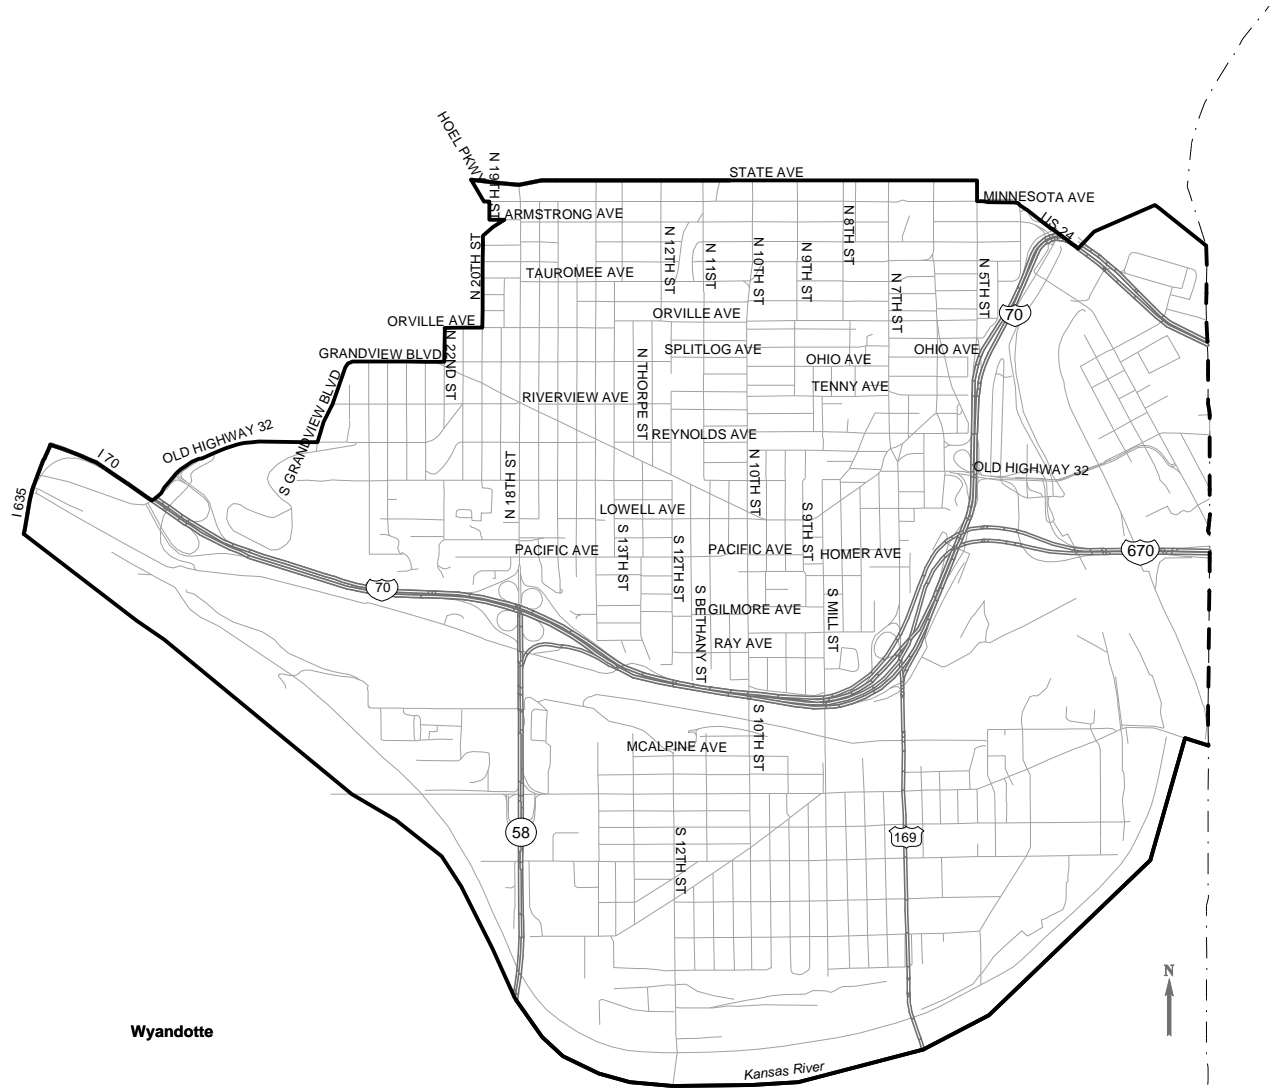 HOEL PKWY
N 19TH ST
STATE AVE
MINNESOTA AVE
US 24
ARMSTRONG AVE
N 8TH ST
N 12TH ST
N 11ST
N 10TH ST
N 9TH ST
N 20TH ST
TAUROMEE AVE
N 7TH ST
N 5TH ST
70
ORVILLE AVE
ORVILLE AVE
GRANDVIEW BLVD
N 22ND ST
SPLITLOG AVE
OHIO AVE
OHIO AVE
N THORPE ST
TENNY AVE
S GRANDVIEW BLVD
RIVERVIEW AVE
REYNOLDS AVE
OLD HIGHWAY 32
I 70
I 635
N 18TH ST
N 10TH ST
OLD HIGHWAY 32
LOWELL AVE
S 13TH ST
S 12TH ST
S 9TH ST
PACIFIC AVE
PACIFIC AVE
HOMER AVE
670
70
S BETHANY ST
GILMORE AVE
S MILL ST
RAY AVE
S 10TH ST
MCALPINE AVE
58
S 12TH ST
169
N
Wyandotte
Kansas River